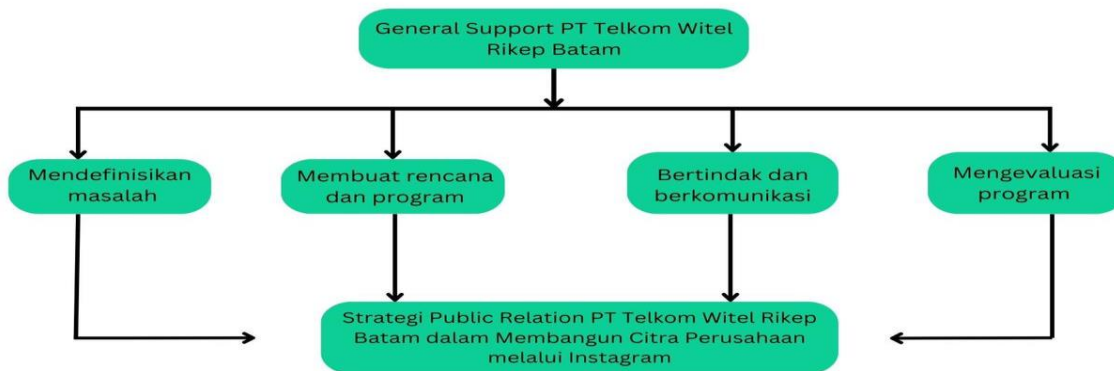 General Support PT Telkom Witel
Rikep Batam
Mendefinisikan
masalah
Membuat rencana
dan program
Bertindak dan
berkomunikasi
Mengevaluasi
program
Strategi Public Relation PT Telkom Witel Rikep
Batam dalam Membangun Citra Perusahaan
melalui Instagram